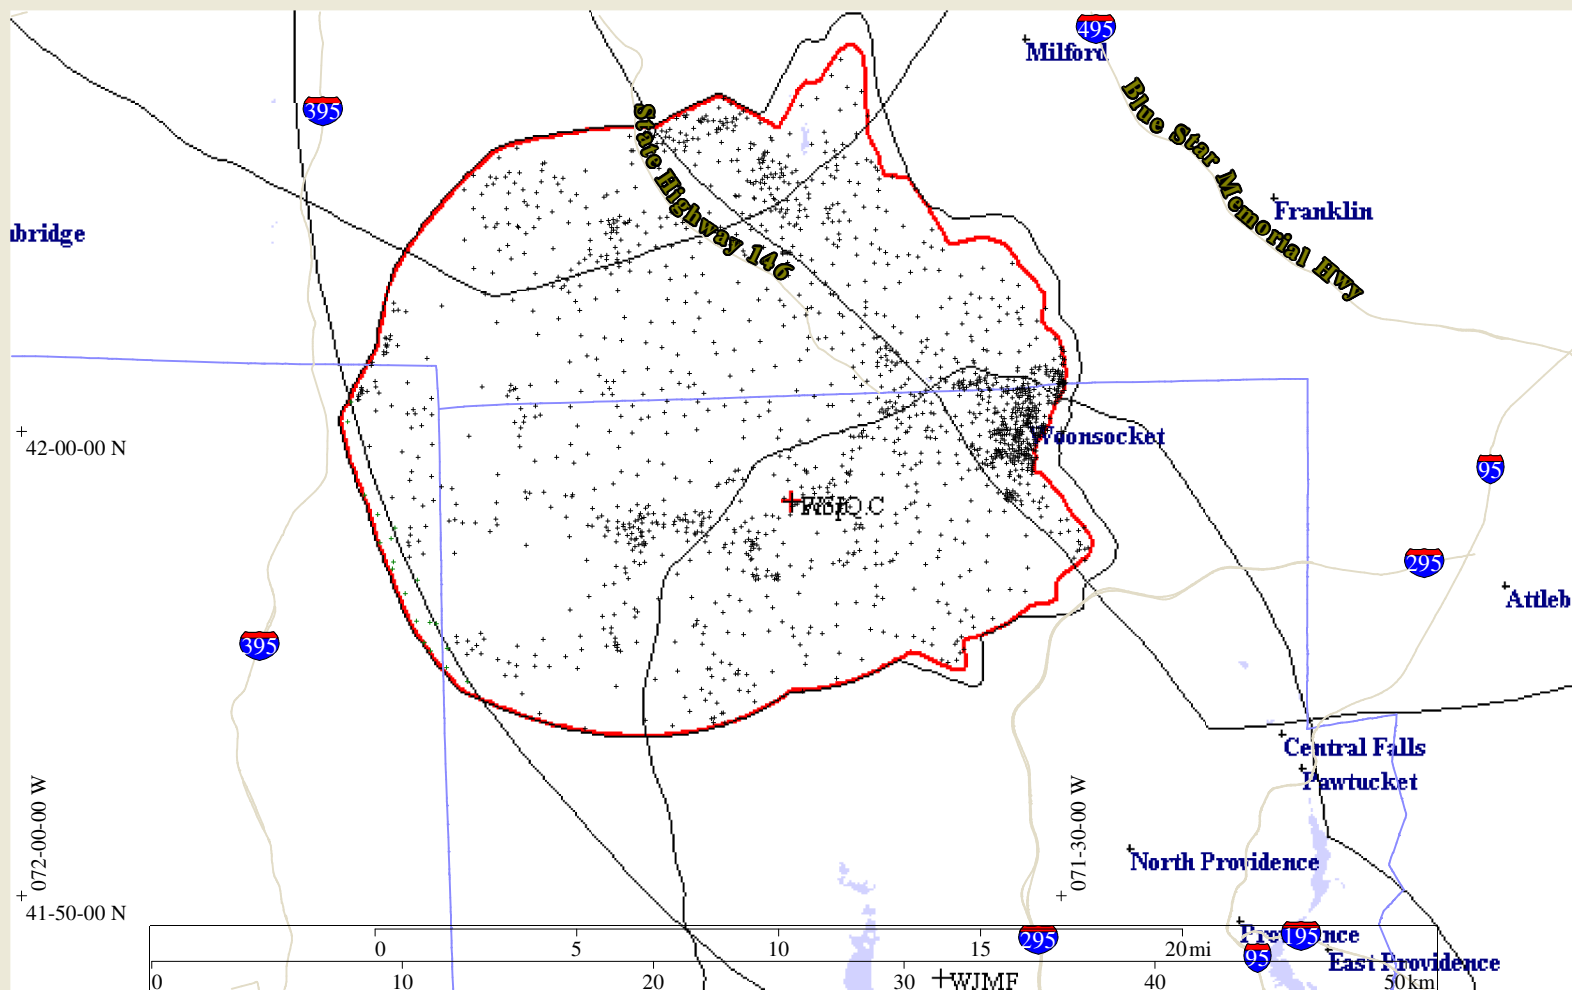 495
Milford
395
Blue Star Memorial Hwy
State Highway 146
Franklin
bridge
42-00-00 N
Woonsocket
95
295
Attleb
395
Central Falls
Pawtucket
072-00-00 W
071-30-00 W
North Providence
41-50-00 N
0 5 10 15 20 mi
295
195
95
East Providence
0 10 20 30 40 50 km
WJMF